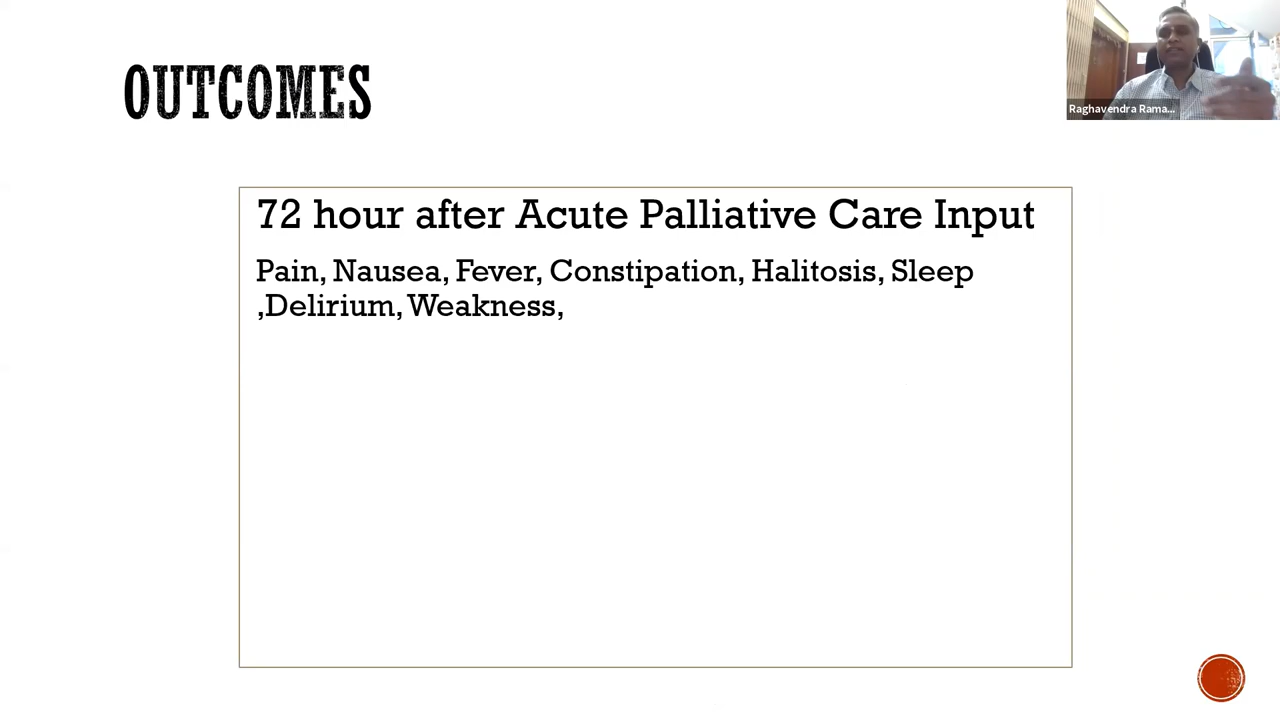 OUTCOMES
Raghavendra Rama...
72 hour after Acute Palliative Care Input
Pain, Nausea, Fever, Constipation, Halitosis, Sleep
,Delirium, Weakness,